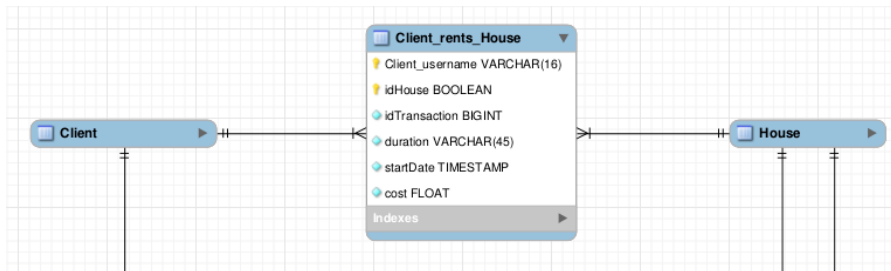 Client_rents_House
Client_username VARCHAR(16)
idHouse BOOLEAN
idTransaction BIGINT
Client
House
duration VARCHAR(45)
startDate TIMESTAMP
cost FLOAT
Indexes